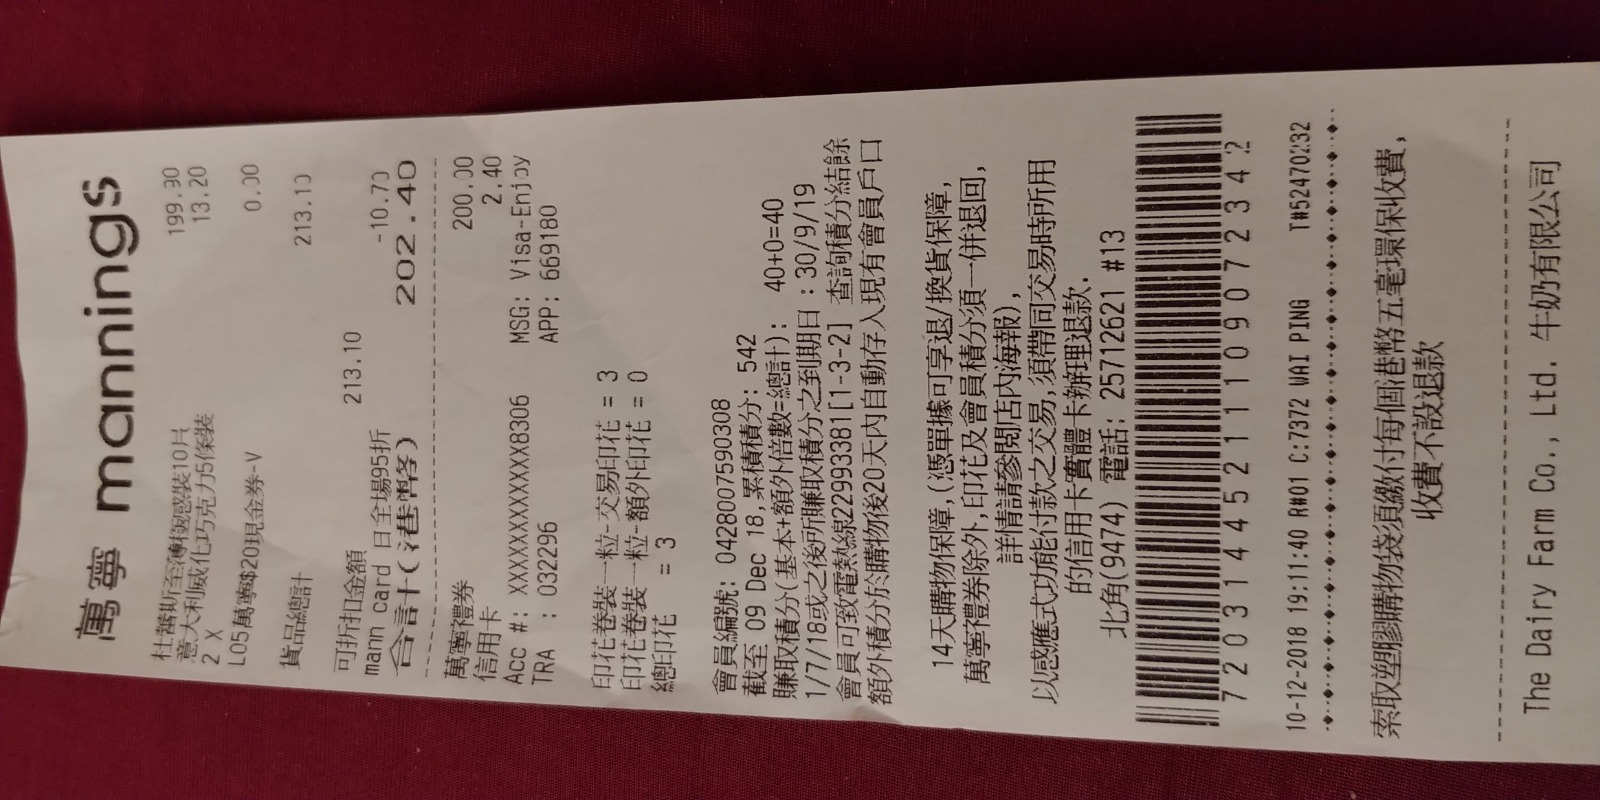 萬寧 mannings
杜蕾斯至薄極感裝10片 199.90
意大利威化巧克力5條裝 13.20
2 X
L05萬寧$20現金券-V 0.00
貨品總計 213.10
可折扣金額 213.10
mann card 日全場95折 -10.70
合計(港幣) 202.40
萬寧禮券 200.00
信用卡 2.40
ACC #: XXXXXXXXXXXX8306 MSG: Visa-Enjoy
TRA : 032296 APP: 669180
印花卷裝一粒-交易印花 = 3
印花卷裝一粒-額外印花 = 0
總印花 = 3
會員編號: 04280007590308
截至 09 Dec 18,累積積分: 542
賺取積分(基本+額外倍數=總計): 40+0=40
1/7/18或之後所賺取積分之到期日 :30/9/19
會員可致電熱線22993381[1-3-2] 查詢積分結餘
額外積分於購物後20天內自動存入現有會員戶口
14天購物保障,(憑單據可享退/換貨保障,
萬寧禮券除外,印花及會員積分須一併退回,
詳情請參閱店內海報),
以感應式功能付款之交易,須帶同交易時所用
的信用卡實體卡辦理退款.
北角(9474) 電話: 25712621 #13
7203144521109072342
10-12-2018 19:11:40 R#01 C:7372 WAI PING T#52470232
索取塑膠購物袋須繳付每個港幣五毫環保收費,
收費不設退款
The Dairy Farm Co., Ltd. 牛奶有限公司